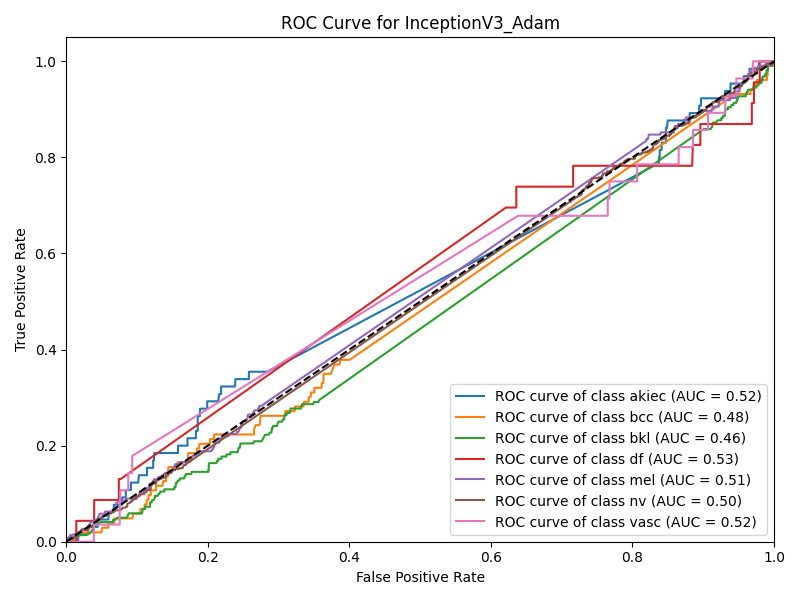 ROC Curve for InceptionV3_Adam
True Positive Rate
1.0
0.8
0.6
0.4
0.2
0.0
ROC curve of class akiec (AUC = 0.52)
ROC curve of class bcc (AUC = 0.48)
ROC curve of class bkl (AUC = 0.46)
ROC curve of class df (AUC = 0.53)
ROC curve of class mel (AUC = 0.51)
ROC curve of class nv (AUC = 0.50)
ROC curve of class vasc (AUC = 0.52)
0.0 0.2 0.4 0.6 0.8 1.0
False Positive Rate